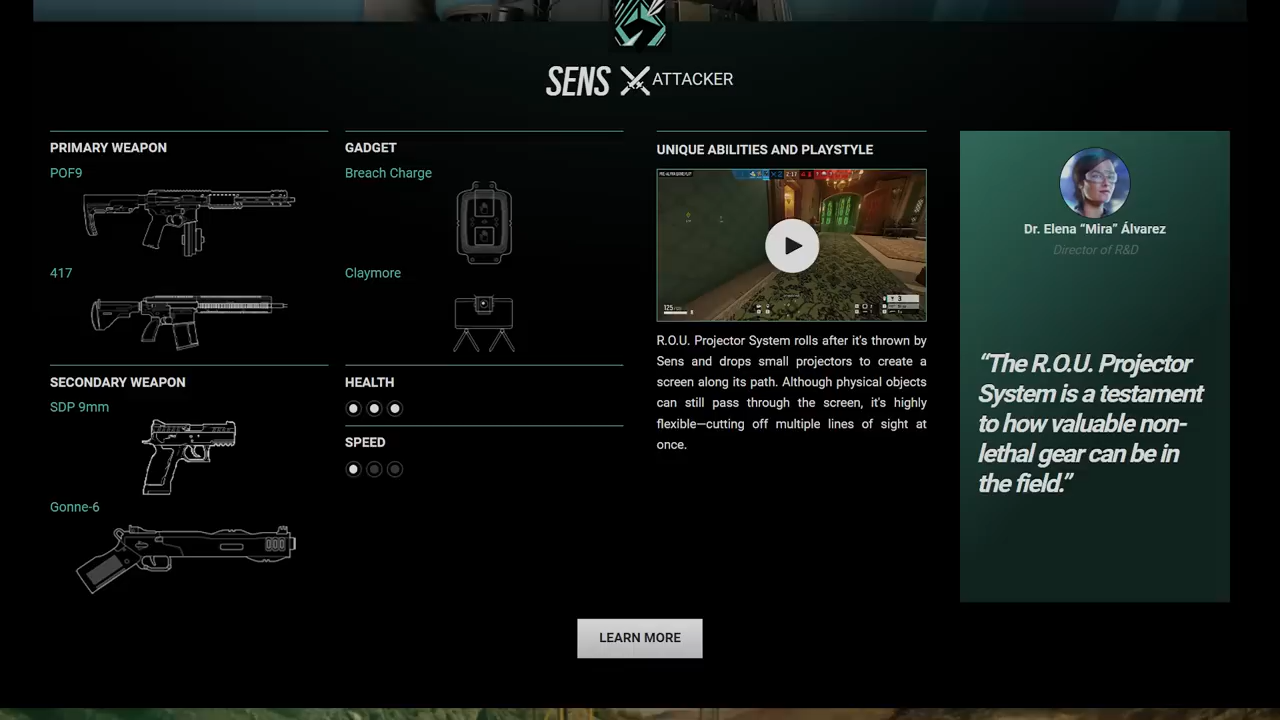 SENS ATTACKER
PRIMARY WEAPON
POF9
417
SECONDARY WEAPON
SDP 9mm
Gonne-6
GADGET
Breach Charge
Claymore
HEALTH
SPEED
UNIQUE ABILITIES AND PLAYSTYLE
2:17
3
125
R.O.U. Projector System rolls after it's thrown by
Sens and drops small projectors to create a
screen along its path. Although physical objects
can still pass through the screen, it's highly
flexible—cutting off multiple lines of sight at
once.
Dr. Elena “Mira” Álvarez
Director of R&D
“The R.O.U. Projector
System is a testament
to how valuable non-
lethal gear can be in
the field.”
LEARN MORE